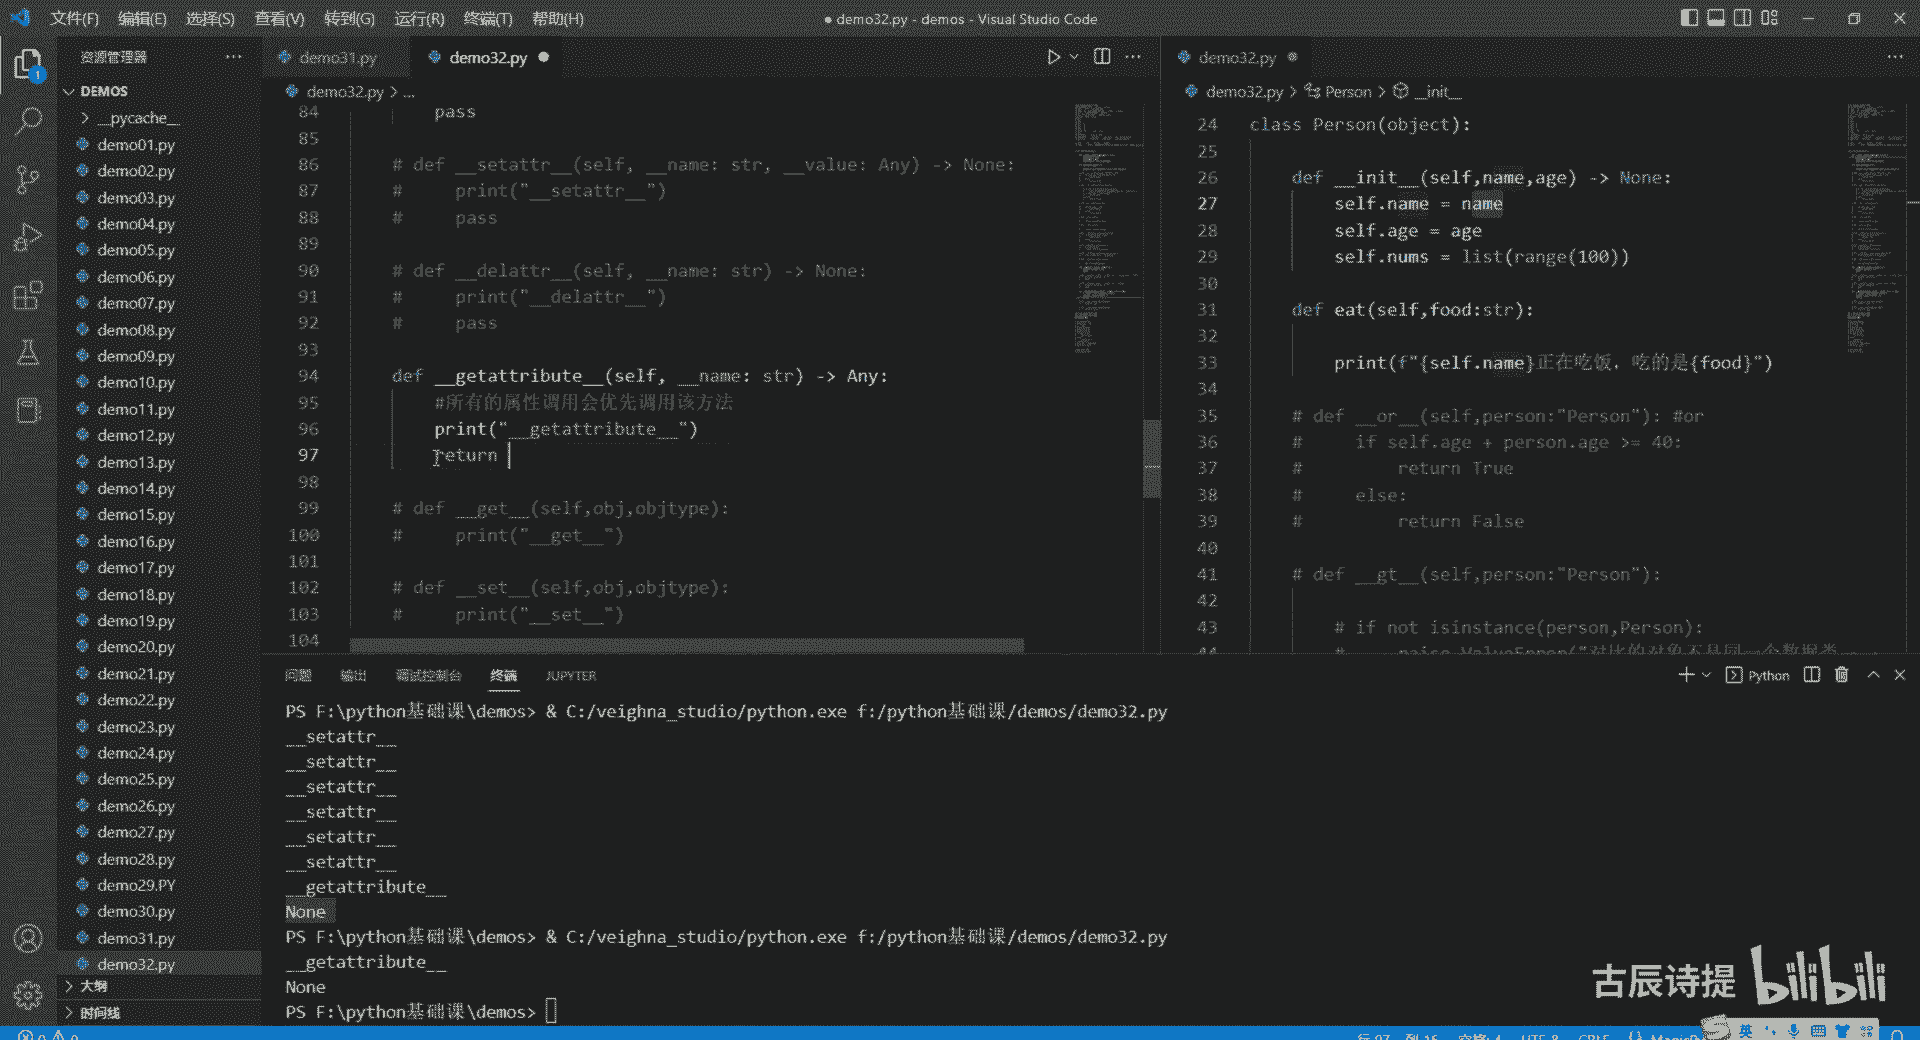 文件(F) 编辑(E) 选择(S) 查看(V) 转到(G) 运行(R) 终端(T) 帮助(H)
● demo32.py - demos - Visual Studio Code
资源管理器
DEMOS
__pycache__
demo01.py
demo02.py
demo03.py
demo04.py
demo05.py
demo06.py
demo07.py
demo08.py
demo09.py
demo10.py
demo11.py
demo12.py
demo13.py
demo14.py
demo15.py
demo16.py
demo17.py
demo18.py
demo19.py
demo20.py
demo21.py
demo22.py
demo23.py
demo24.py
demo25.py
demo26.py
demo27.py
demo28.py
demo29.PY
demo30.py
demo31.py
demo32.py
大纲
时间线
1
demo31.py demo32.py
demo32.py > ...
84 pass
85
86 # def __setattr__(self, __name: str, __value: Any) -> None:
87 # print("__setattr__")
88 # pass
89
90 # def __delattr__(self, __name: str) -> None:
91 # print("__delattr__")
92 # pass
93
94 def __getattribute__(self, __name: str) -> Any:
95 #所有的属性调用会优先调用该方法
96 print("__getattribute__")
97 return
98
99 # def __get__(self,obj,objtype):
100 # print("__get__")
101
102 # def __set__(self,obj,objtype):
103 # print("__set__")
104
demo32.py
demo32.py > Person > __init__
24 class Person(object):
25
26 def __init__(self,name,age) -> None:
27 self.name = name
28 self.age = age
29 self.nums = list(range(100))
30
31 def eat(self,food:str):
32
33 print(f"{self.name}正在吃饭. 吃的是{food}")
34
35 # def __or__(self,person:"Person"): #or
36 # if self.age + person.age >= 40:
37 # return True
38 # else:
39 # return False
40
41 # def __gt__(self,person:"Person"):
42
43 # if not isinstance(person,Person):
44 # raise ValueError("对比的对象不是同一个数据类
问题 输出 调试控制台 终端 JUPYTER
Python
PS F:\python基础课\demos> & C:/veighna_studio/python.exe f:/python基础课/demos/demo32.py
__setattr__
__setattr__
__setattr__
__setattr__
__setattr__
__setattr__
__getattribute__
None
PS F:\python基础课\demos> & C:/veighna_studio/python.exe f:/python基础课/demos/demo32.py
__getattribute__
None
PS F:\python基础课\demos>
古辰诗提 bilibili
英